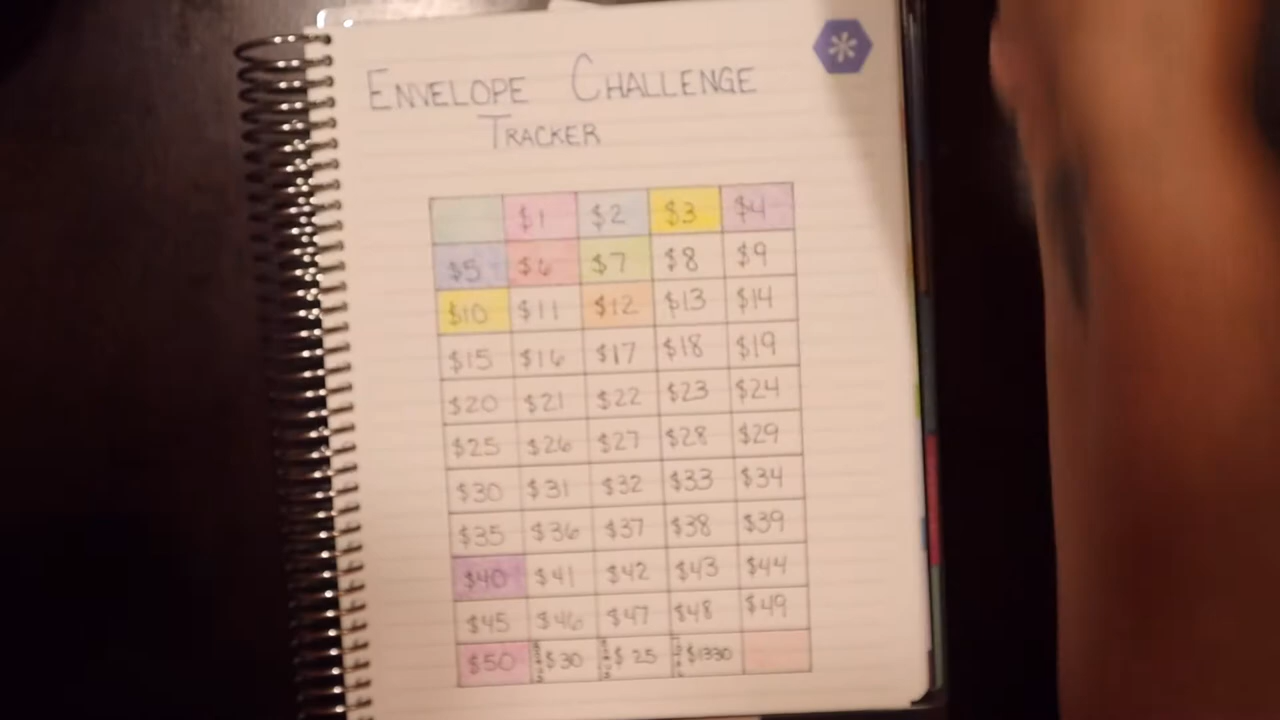 ENVELOPE CHALLENGE
TRACKER
$1 $2 $3 $4
$5 $6 $7 $8 $9
$10 $11 $12 $13 $14
$15 $16 $17 $18 $19
$20 $21 $22 $23 $24
$25 $26 $27 $28 $29
$30 $31 $32 $33 $34
$35 $36 $37 $38 $39
$40 $41 $42 $43 $44
$45 $46 $47 $48 $49
$50 $30 $25 $1330